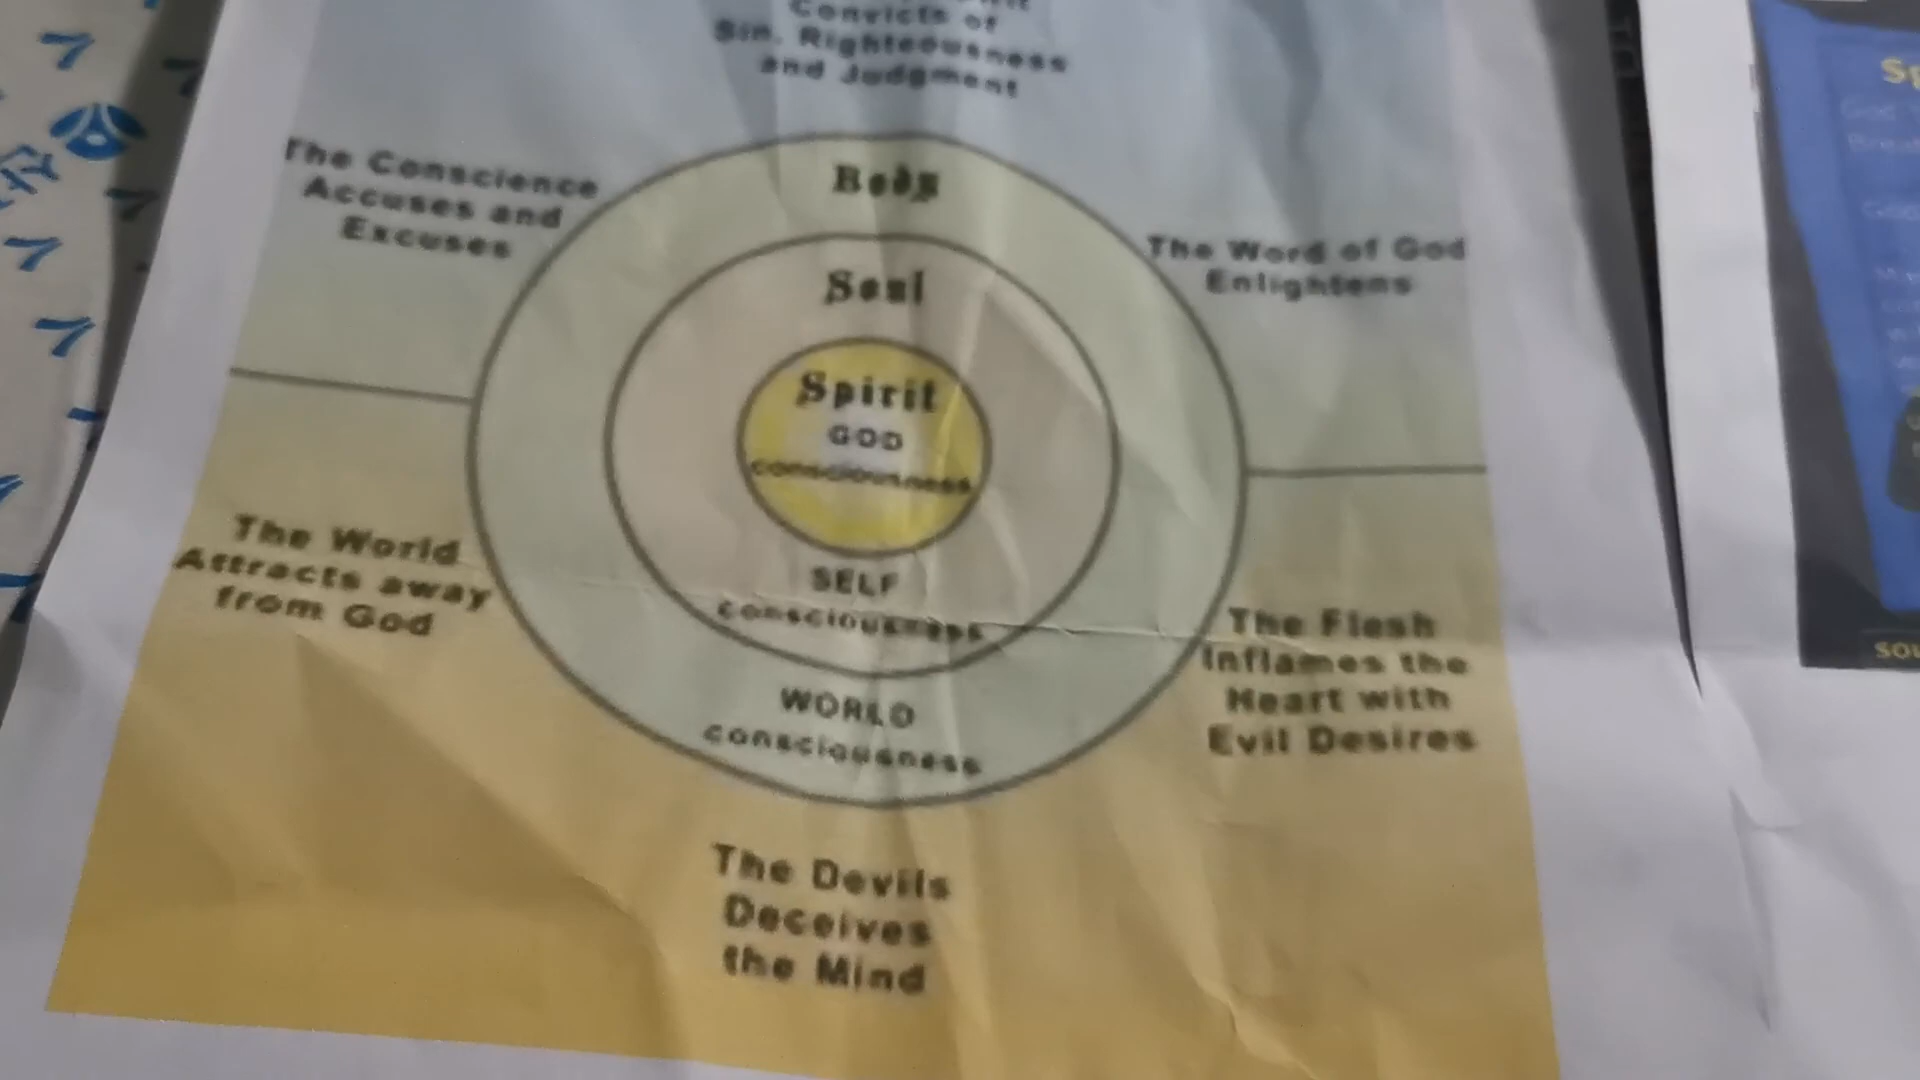 Convicts of
Sin, Righteousness
and Judgment
The Conscience
Accuses and
Excuses
Body
The Word of God
Enlightens
Soul
Spirit
GOD
consciousness
SELF
consciousness
The World
Attracts away
from God
The Flesh
Inflames the
Heart with
Evil Desires
WORLD
consciousness
The Devils
Deceives
the Mind